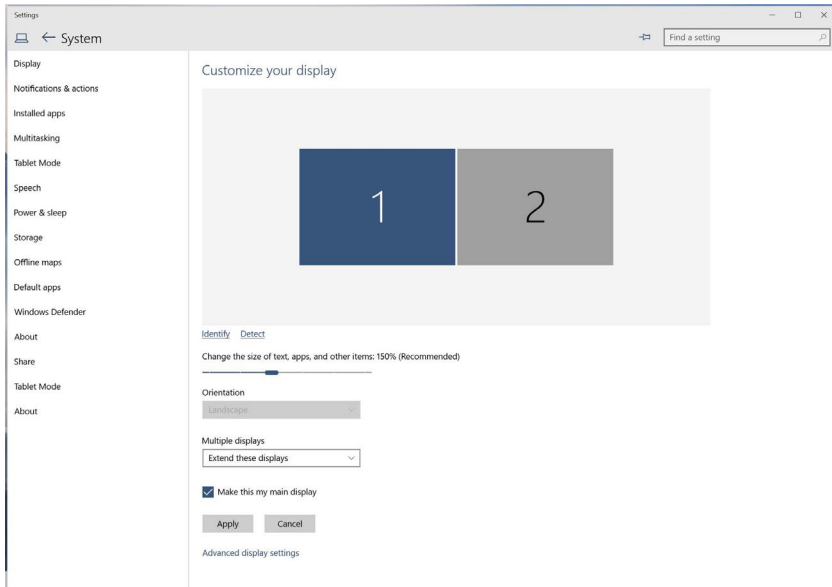 Settings
System
Find a setting
Display
Notifications & actions
Installed apps
Multitasking
Tablet Mode
Speech
Power & sleep
Storage
Offline maps
Default apps
Windows Defender
About
Share
Tablet Mode
About
Customize your display
1
2
Identify Detect
Change the size of text, apps, and other items: 150% (Recommended)
Orientation
Landscape
Multiple displays
Extend these displays
Make this my main display
Apply Cancel
Advanced display settings